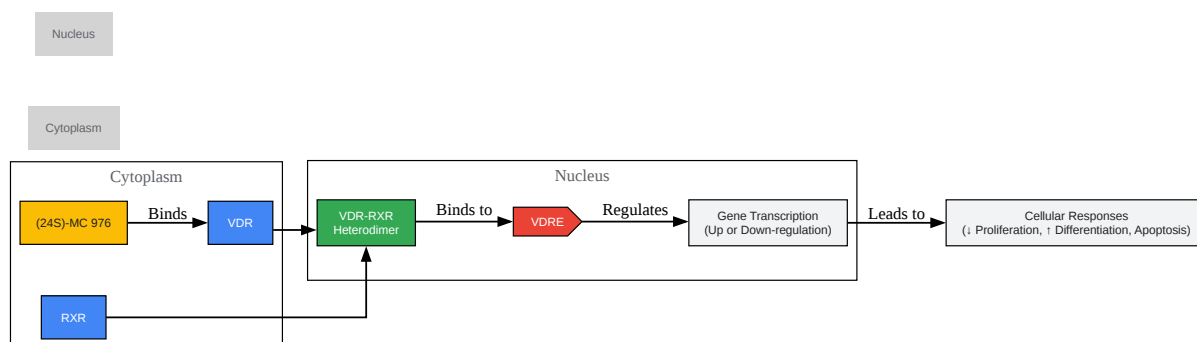 Nucleus
Cytoplasm
Cytoplasm
Nucleus
(24S)-MC 976
Binds
VDR
VDR-RXR
Heterodimer
Binds to
VDRE
Regulates
Gene Transcription
(Up or Down-regulation)
Leads to
Cellular Responses
(↓ Proliferation, ↑ Differentiation, Apoptosis)
RXR